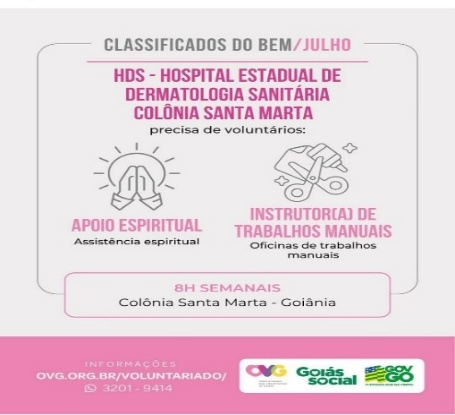 CLASSIFICADOS DO BEM/JULHO
HDS - HOSPITAL ESTADUAL DE
DERMATOLOGIA SANITÁRIA
COLÔNIA SANTA MARTA
precisa de voluntários:
APOIO ESPIRITUAL
Assistência espiritual
INSTRUTOR(A) DE
TRABALHOS MANUAIS
Oficinas de trabalhos
manuais
8H SEMANAIS
Colônia Santa Marta - Goiânia
INFORMAÇÕES
OVG.ORG.BR/VOLUNTARIADO/
3201 - 9414
OVG
Goiás
social
GOV
GO